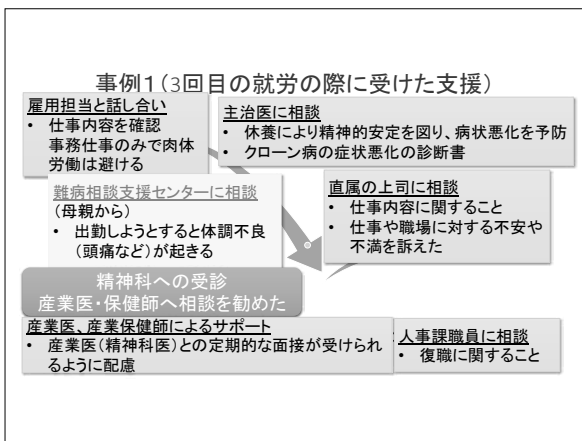 事例1(3回目の就労の際に受けた支援)
雇用担当と話し合い
• 仕事内容を確認
事務仕事のみで肉体
労働は避ける
主治医に相談
• 休養により精神的安定を図り、病状悪化を予防
• クローン病の症状悪化の診断書
難病相談支援センターに相談
(母親から)
• 出勤しようとすると体調不良
(頭痛など)が起きる
直属の上司に相談
• 仕事内容に関すること
• 仕事や職場に対する不安や
不満を訴えた
精神科への受診
産業医・保健師へ相談を勧めた
産業医、産業保健師によるサポート
• 産業医(精神科医)との定期的な面接が受けられ
るように配慮
人事課職員に相談
• 復職に関すること